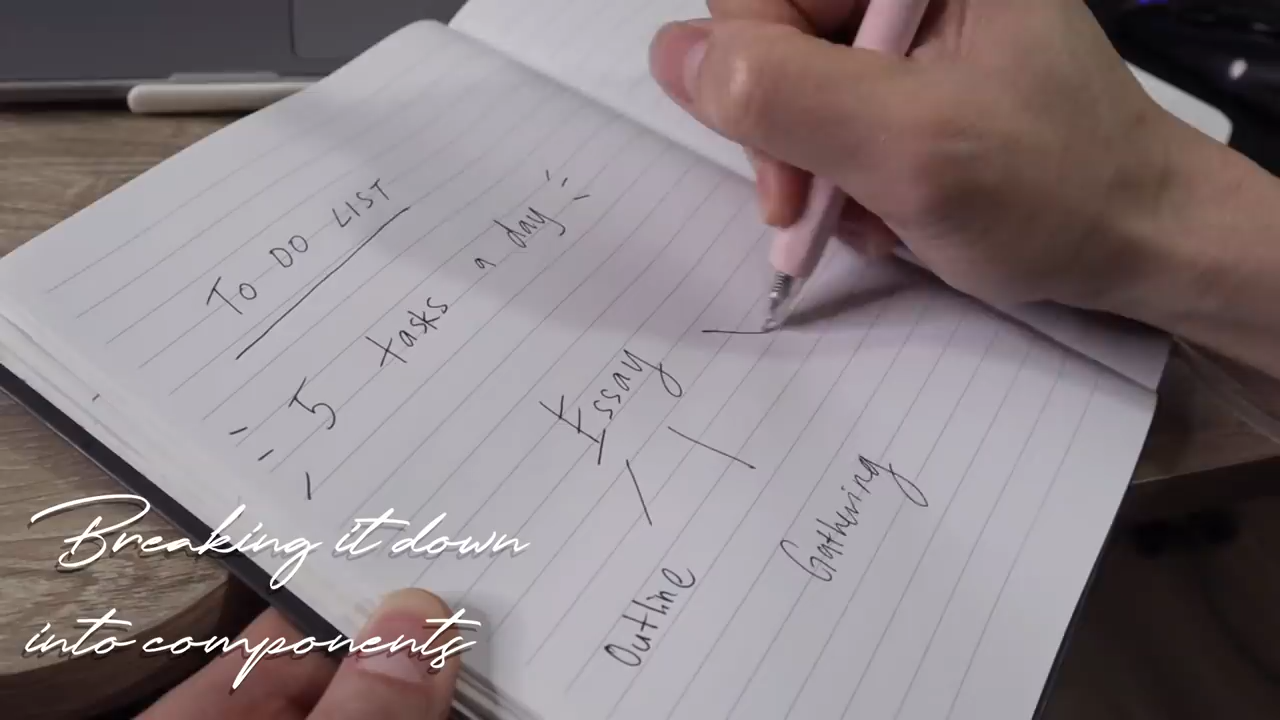 TO DO LIST
5 tasks a day
Essay
Outline
Gathering
Breaking it down
into components